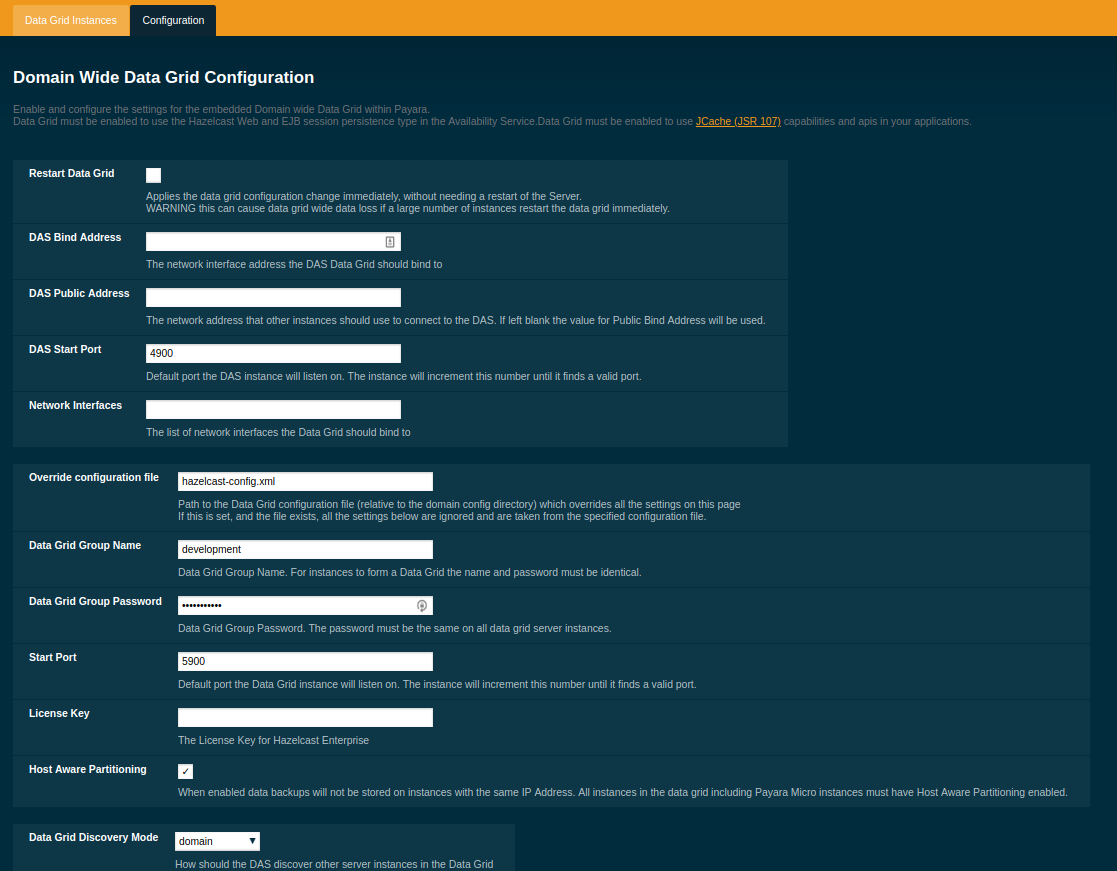 Data Grid Instances
Configuration
Domain Wide Data Grid Configuration
Enable and configure the settings for the embedded Domain wide Data Grid within Payara.
Data Grid must be enabled to use the Hazelcast Web and EJB session persistence type in the Availability Service.Data Grid must be enabled to use JCache (JSR 107) capabilities and apis in your applications.
Restart Data Grid
Applies the data grid configuration change immediately, without needing a restart of the Server.
WARNING this can cause data grid wide data loss if a large number of instances restart the data grid immediately.
DAS Bind Address
The network interface address the DAS Data Grid should bind to
DAS Public Address
The network address that other instances should use to connect to the DAS. If left blank the value for Public Bind Address will be used.
DAS Start Port
4900
Default port the DAS instance will listen on. The instance will increment this number until it finds a valid port.
Network Interfaces
The list of network interfaces the Data Grid should bind to
Override configuration file
hazelcast-config.xml
Path to the Data Grid configuration file (relative to the domain config directory) which overrides all the settings on this page
If this is set, and the file exists, all the settings below are ignored and are taken from the specified configuration file.
Data Grid Group Name
development
Data Grid Group Name. For instances to form a Data Grid the name and password must be identical.
Data Grid Group Password
•••••••••••
Data Grid Group Password. The password must be the same on all data grid server instances.
Start Port
5900
Default port the Data Grid instance will listen on. The instance will increment this number until it finds a valid port.
License Key
The License Key for Hazelcast Enterprise
Host Aware Partitioning
When enabled data backups will not be stored on instances with the same IP Address. All instances in the data grid including Payara Micro instances must have Host Aware Partitioning enabled.
Data Grid Discovery Mode
domain
How should the DAS discover other server instances in the Data Grid